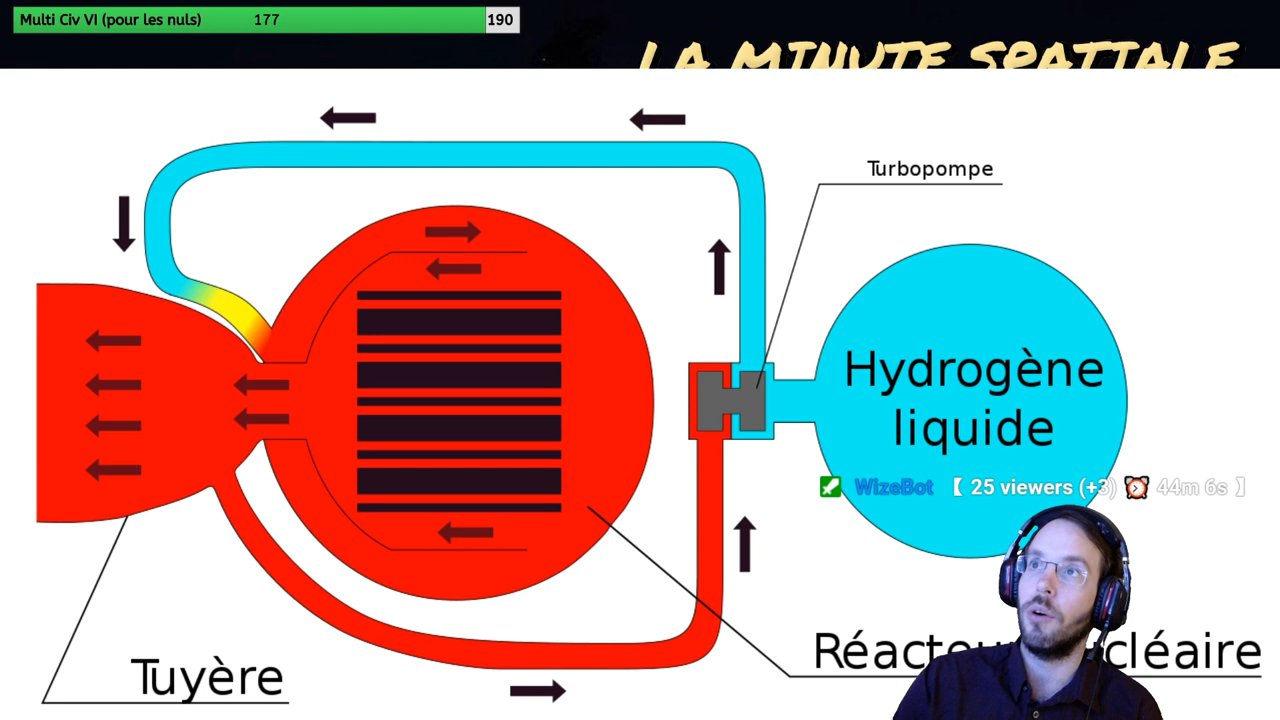 Multi Civ VI (pour les nuls) 177 190
LA MINUTE SPATIALE
Turbopompe
Hydrogène
liquide
WizeBot 【 25 viewers (+3) 44m 6s 】
Tuyère